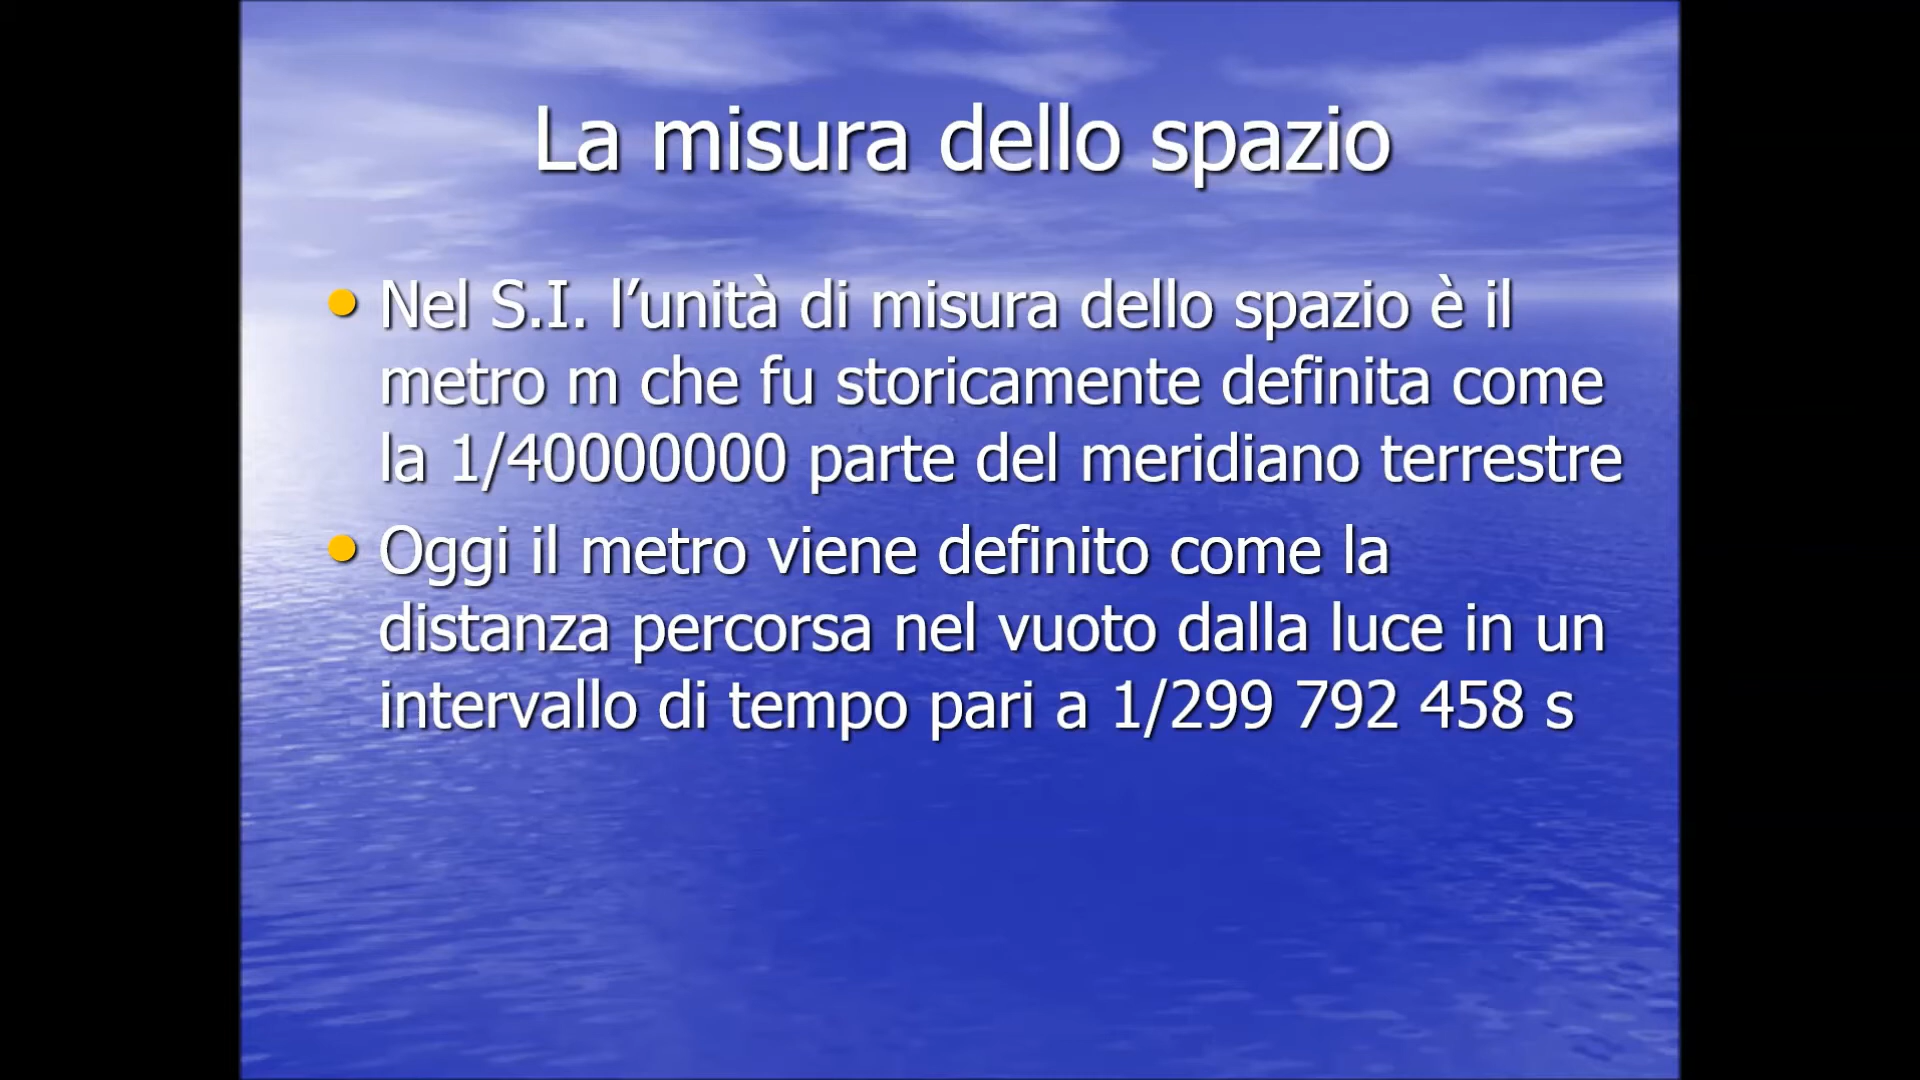 La misura dello spazio
• Nel S.I. l’unità di misura dello spazio è il
metro m che fu storicamente definita come
la 1/40000000 parte del meridiano terrestre
• Oggi il metro viene definito come la
distanza percorsa nel vuoto dalla luce in un
intervallo di tempo pari a 1/299 792 458 s